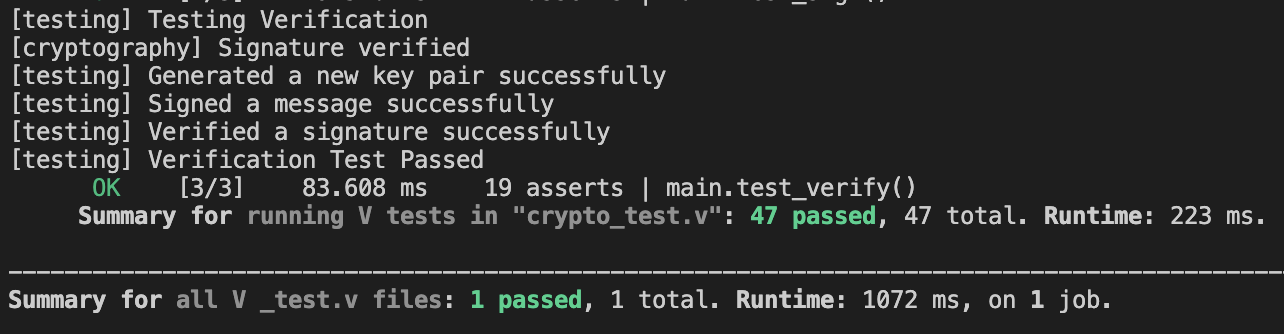 [testing] Testing Verification
[cryptography] Signature verified
[testing] Generated a new key pair successfully
[testing] Signed a message successfully
[testing] Verified a signature successfully
[testing] Verification Test Passed
OK [3/3] 83.608 ms 19 asserts | main.test_verify()
Summary for running V tests in "crypto_test.v": 47 passed, 47 total. Runtime: 223 ms.
Summary for all V _test.v files: 1 passed, 1 total. Runtime: 1072 ms, on 1 job.